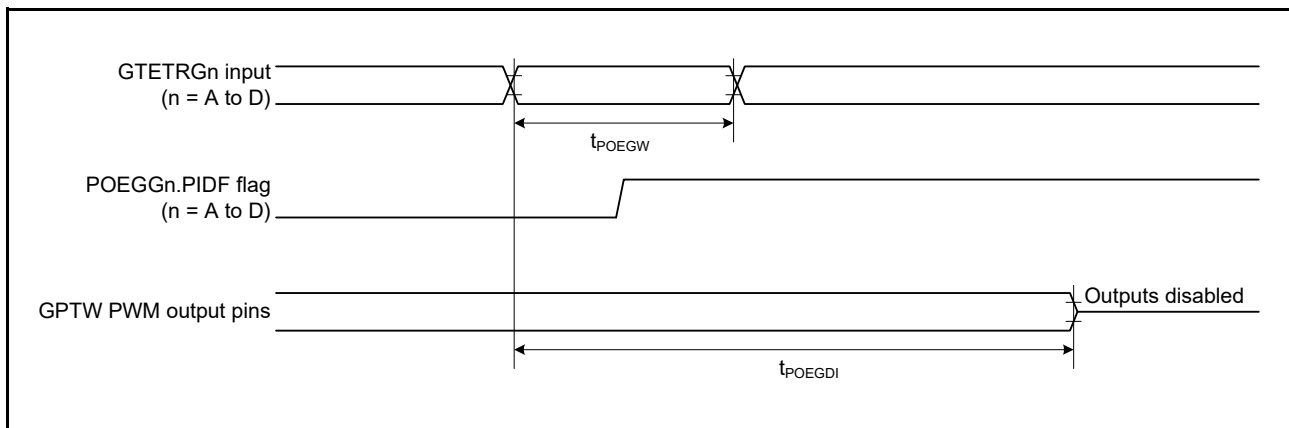 GTETRGn input
(n = A to D)
tPOEGW
POEGGn.PIDF flag
(n = A to D)
Outputs disabled
GPTW PWM output pins
tPOEGDI